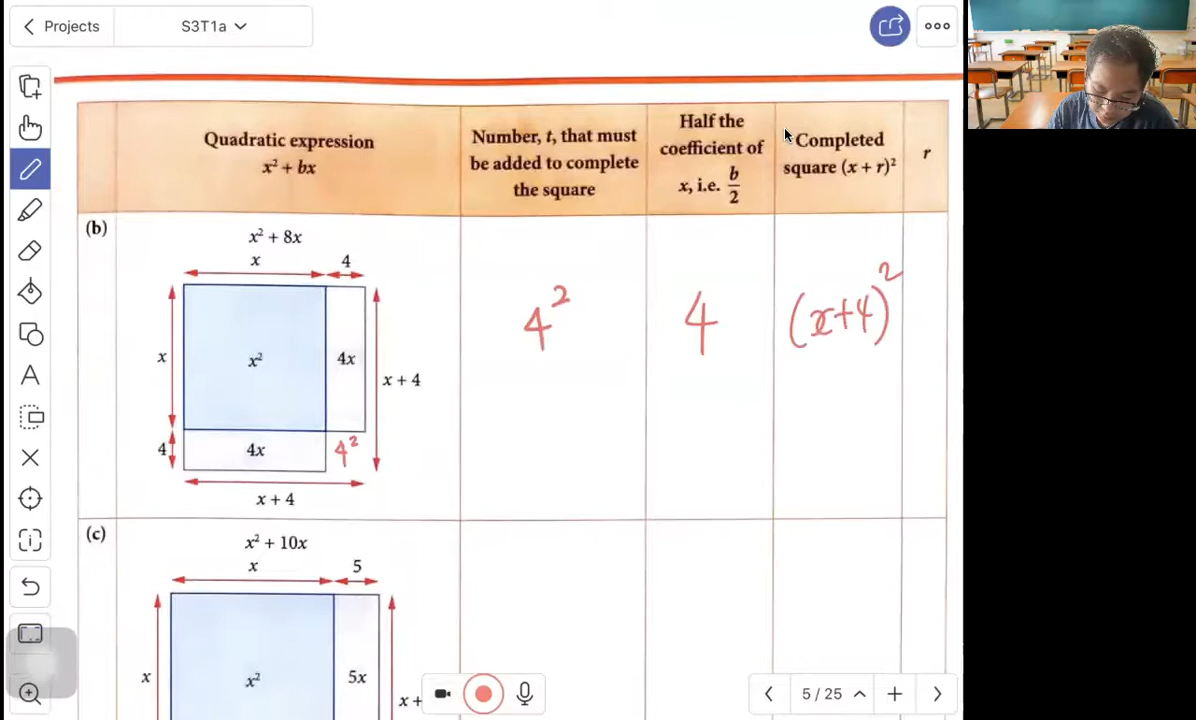 Projects
S3T1a
Quadratic expression
x² + bx
Number, t, that must
be added to complete
the square
Half the
coefficient of
x, i.e. b/2
Completed
square (x + r)²
r
(b)
x² + 8x
x
4
x
x²
4x
x + 4
4
4x
4²
x + 4
4²
4
(x+4)²
(c)
x² + 10x
x
5
x
x²
5x
x +
A
5 / 25